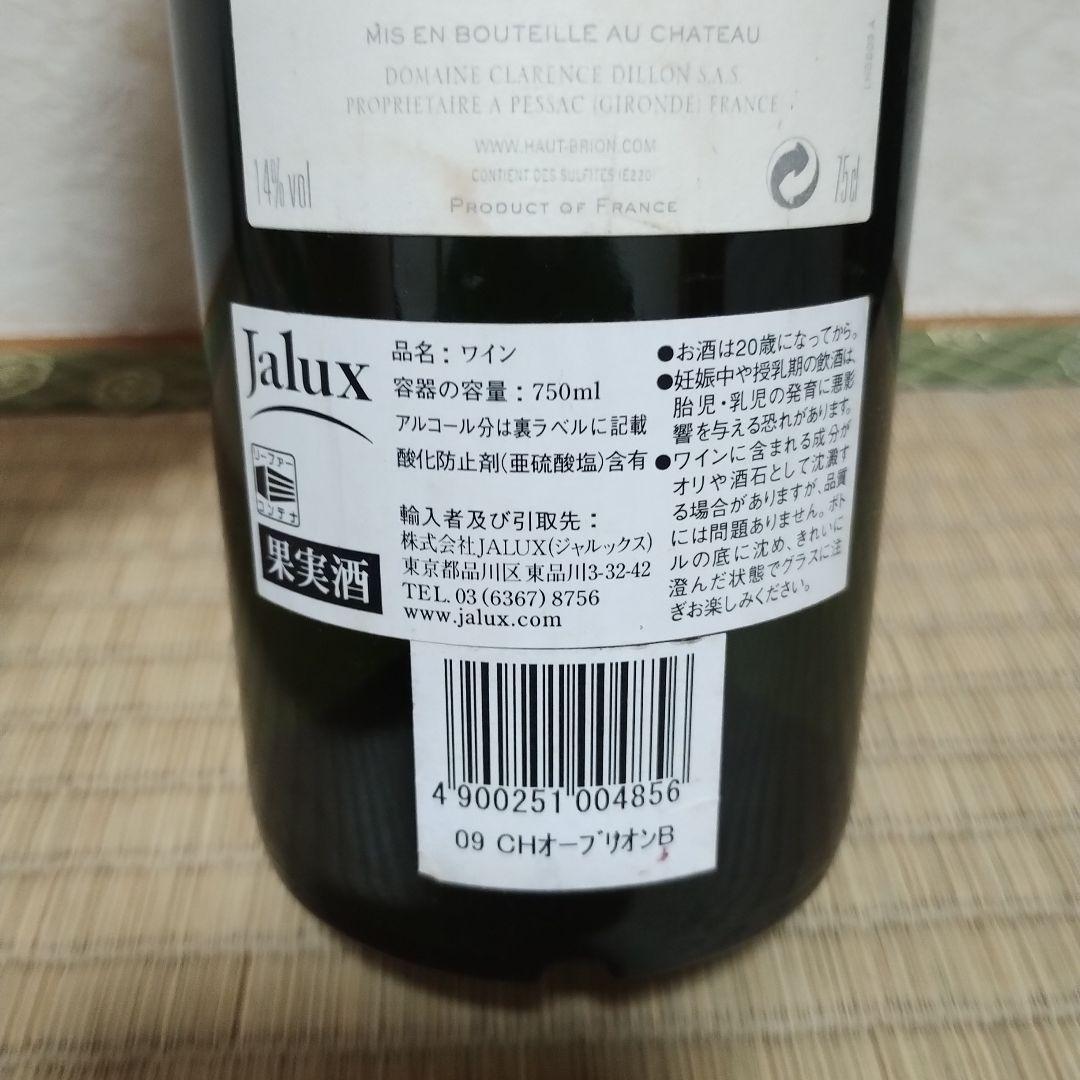 MIS EN BOUTEILLE AU CHATEAU
DOMAINE CLARENCE DILLON S.A.S.
PROPRIETAIRE A PESSAC (GIRONDE) FRANCE
WWW.HAUT-BRION.COM
CONTIENT DES SULFITES (E220)
14% vol
PRODUCT OF FRANCE
75cl
Jalux
リーファー
コンテナ
果実酒
品名：ワイン
容器の容量：750ml
アルコール分は裏ラベルに記載
酸化防止剤(亜硫酸塩)含有
輸入者及び引取先：
株式会社JALUX(ジャルックス)
東京都品川区東品川3-32-42
TEL. 03 (6367) 8756
www.jalux.com
●お酒は20歳になってから。
●妊娠中や授乳期の飲酒は、
胎児・乳児の発育に悪影
響を与える恐れがあります。
●ワインに含まれる成分が
オリや酒石として沈澱す
る場合がありますが、品質
には問題ありません。ボト
ルの底に沈め、きれいに
澄んだ状態でグラスに注
ぎお楽しみください。
4 900251 004856
09 CHオーブリオンB